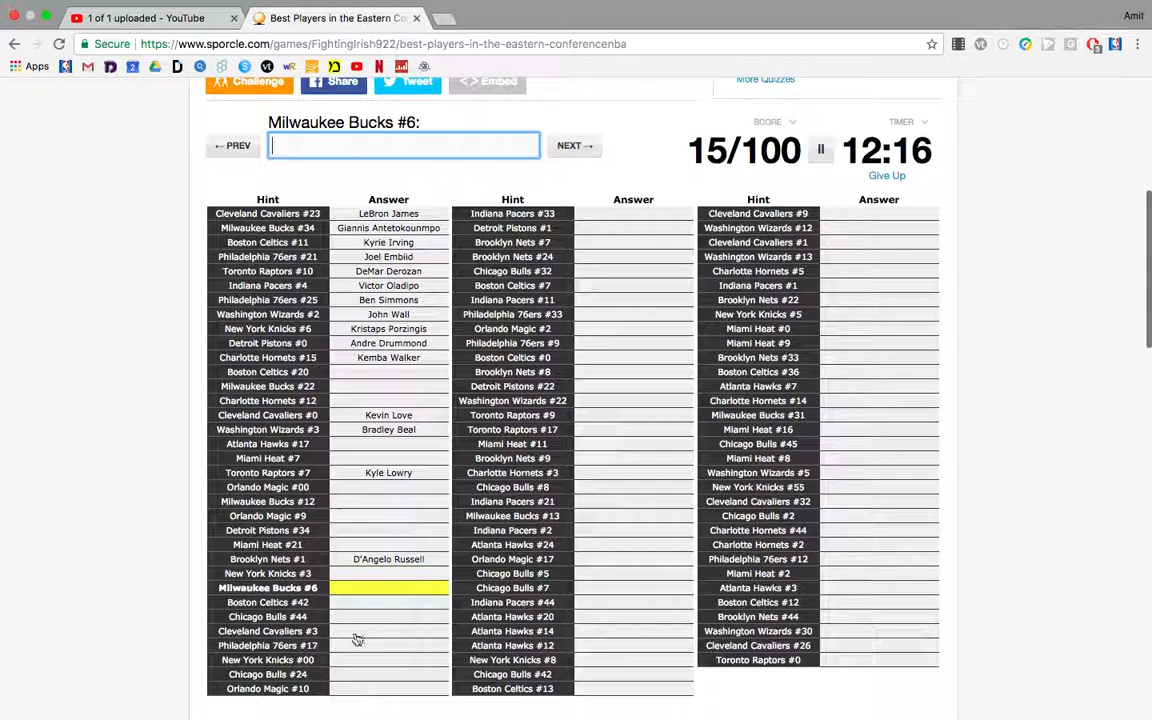 1 of 1 uploaded - YouTube
Best Players in the Eastern Co
Amit
Secure https://www.sporcle.com/games/FightingIrish922/best-players-in-the-eastern-conferencenba
Apps
Challenge Share Tweet <> Embed
More Quizzes
Milwaukee Bucks #6:
← PREV NEXT →
SCORE
15/100
TIMER
12:16
Give Up
Hint Answer Hint Answer Hint Answer
Cleveland Cavaliers #23 LeBron James Indiana Pacers #33 Cleveland Cavaliers #9
Milwaukee Bucks #34 Giannis Antetokounmpo Detroit Pistons #1 Washington Wizards #12
Boston Celtics #11 Kyrie Irving Brooklyn Nets #7 Cleveland Cavaliers #1
Philadelphia 76ers #21 Joel Embiid Brooklyn Nets #24 Washington Wizards #13
Toronto Raptors #10 DeMar Derozan Chicago Bulls #32 Charlotte Hornets #5
Indiana Pacers #4 Victor Oladipo Boston Celtics #7 Indiana Pacers #1
Philadelphia 76ers #25 Ben Simmons Indiana Pacers #11 Brooklyn Nets #22
Washington Wizards #2 John Wall Philadelphia 76ers #33 New York Knicks #5
New York Knicks #6 Kristaps Porzingis Orlando Magic #2 Miami Heat #0
Detroit Pistons #0 Andre Drummond Philadelphia 76ers #9 Miami Heat #9
Charlotte Hornets #15 Kemba Walker Boston Celtics #0 Brooklyn Nets #33
Boston Celtics #20 Brooklyn Nets #8 Boston Celtics #36
Milwaukee Bucks #22 Detroit Pistons #22 Atlanta Hawks #7
Charlotte Hornets #12 Washington Wizards #22 Charlotte Hornets #14
Cleveland Cavaliers #0 Kevin Love Toronto Raptors #9 Milwaukee Bucks #31
Washington Wizards #3 Bradley Beal Toronto Raptors #17 Miami Heat #16
Atlanta Hawks #17 Miami Heat #11 Chicago Bulls #45
Miami Heat #7 Brooklyn Nets #9 Miami Heat #8
Toronto Raptors #7 Kyle Lowry Charlotte Hornets #3 Washington Wizards #5
Orlando Magic #00 Chicago Bulls #8 New York Knicks #55
Milwaukee Bucks #12 Indiana Pacers #21 Cleveland Cavaliers #32
Orlando Magic #9 Milwaukee Bucks #13 Chicago Bulls #2
Detroit Pistons #34 Indiana Pacers #2 Charlotte Hornets #44
Miami Heat #21 Atlanta Hawks #24 Charlotte Hornets #2
Brooklyn Nets #1 D'Angelo Russell Orlando Magic #17 Philadelphia 76ers #12
New York Knicks #3 Chicago Bulls #5 Miami Heat #2
Milwaukee Bucks #6 Chicago Bulls #7 Atlanta Hawks #3
Boston Celtics #42 Indiana Pacers #44 Boston Celtics #12
Chicago Bulls #44 Atlanta Hawks #20 Brooklyn Nets #44
Cleveland Cavaliers #3 Atlanta Hawks #14 Washington Wizards #30
Philadelphia 76ers #17 Atlanta Hawks #12 Cleveland Cavaliers #26
New York Knicks #00 New York Knicks #8 Toronto Raptors #0
Chicago Bulls #24 Chicago Bulls #42
Orlando Magic #10 Boston Celtics #13